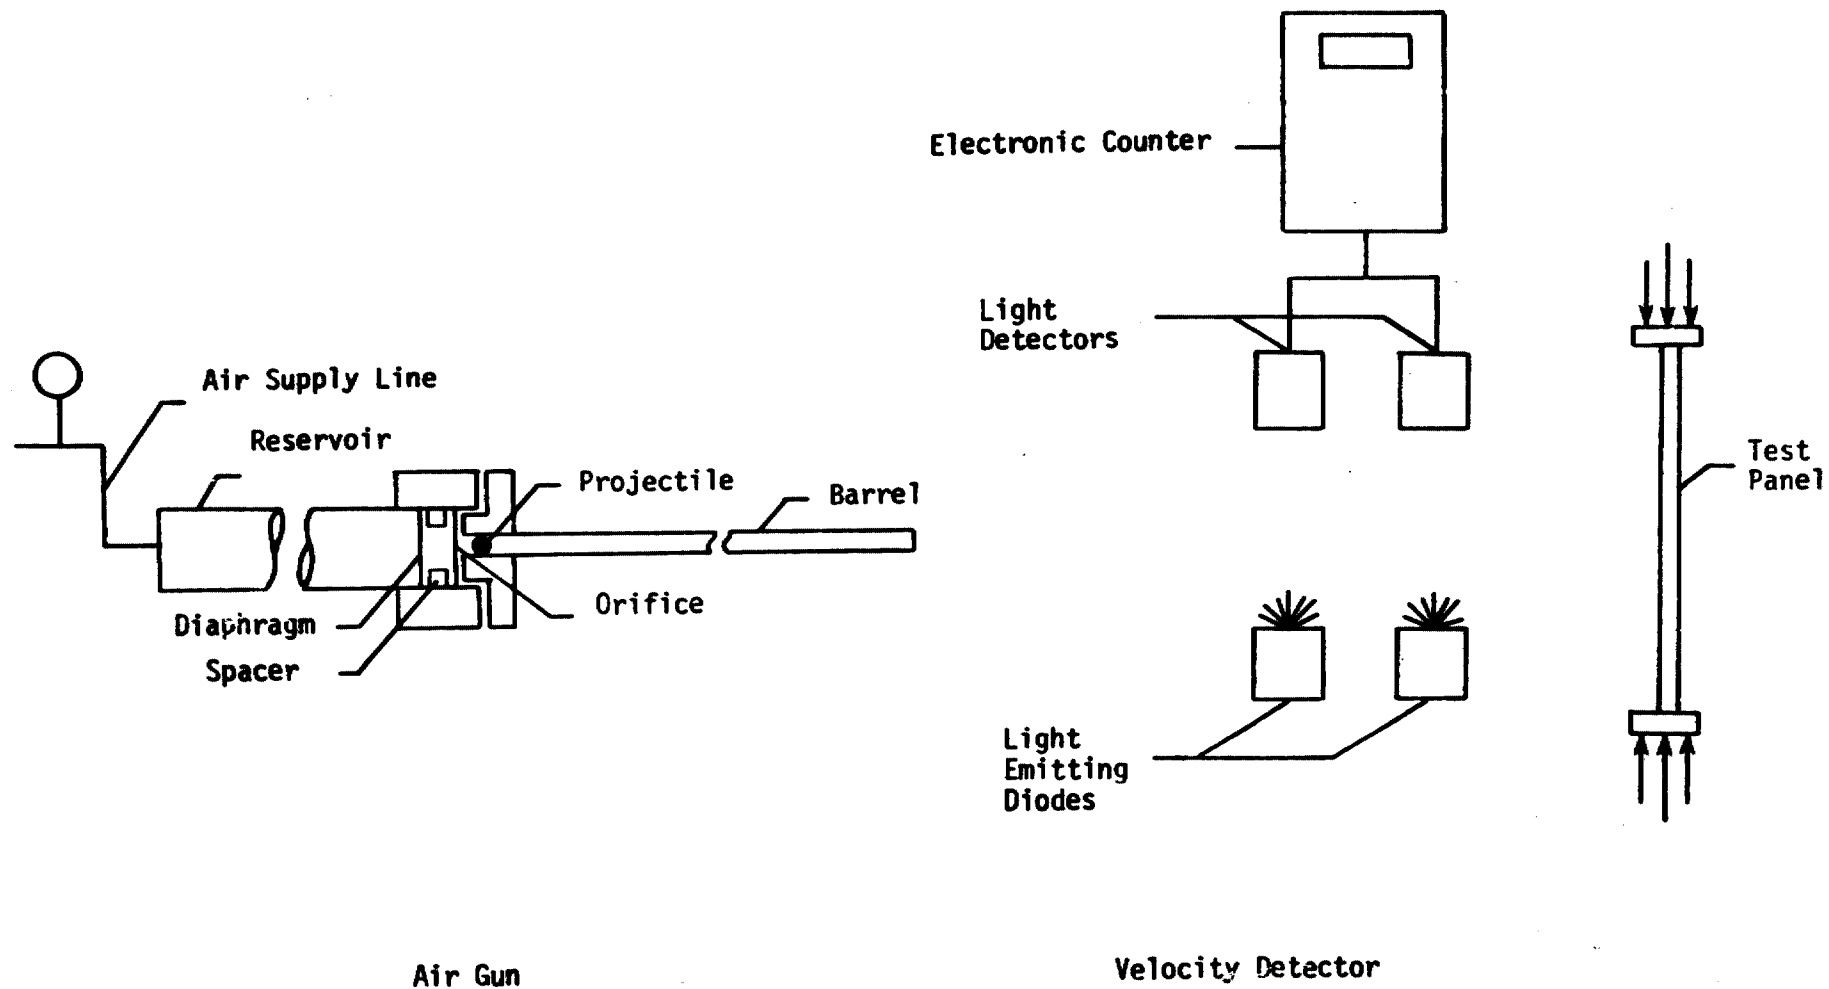 Electronic Counter
Light
Detectors
Air Supply Line
Reservoir
Projectile
Barrel
Test
Panel
Orifice
Diaphragm
Spacer
Light
Emitting
Diodes
Air Gun
Velocity Detector